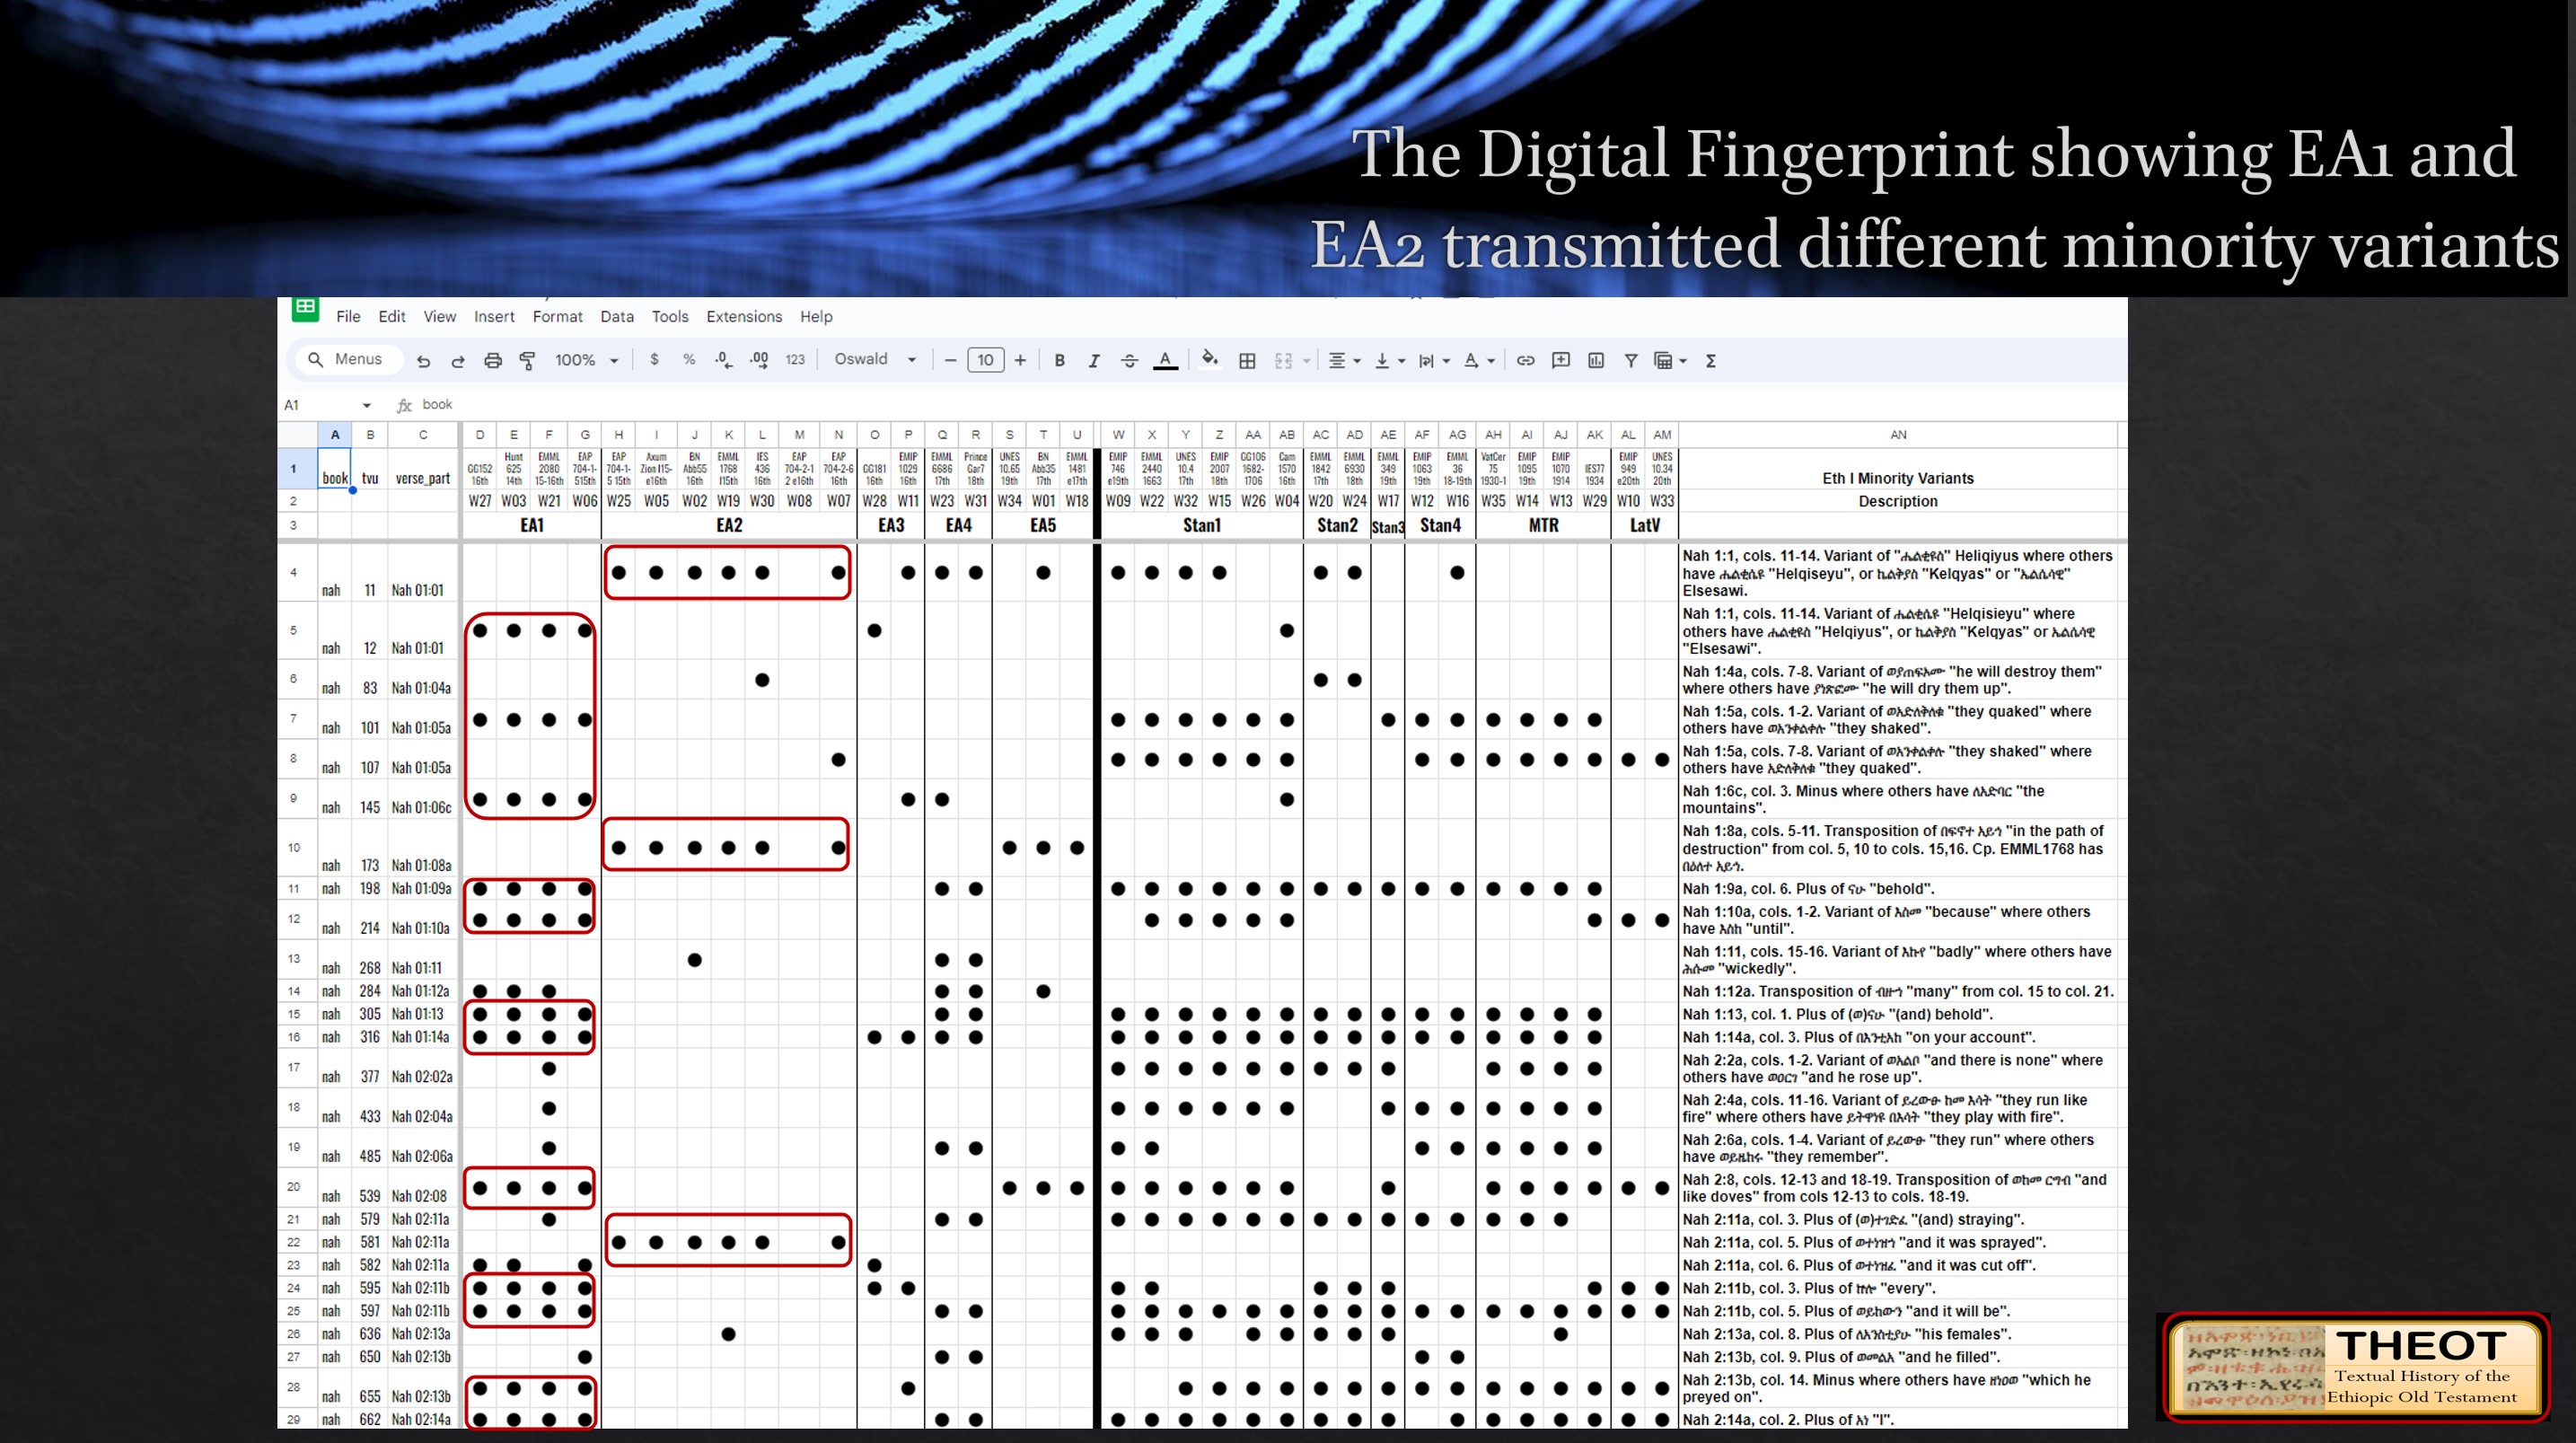 The Digital Fingerprint showing EA1 and
EA2 transmitted different minority variants
File Edit View Insert Format Data Tools Extensions Help
Menus 100% $ % .0 .00 123 Oswald 10 B I A A Σ
A1 fx book
A B C D E F G H I J K L M N O P Q R S T U W X Y Z AA AB AC AD AE AF AG AH AI AJ AK AL AM AN
1 book tvu verse_part GG152 16th Hunt 625 14th EMML 2080 15-16th EAP 704-1-515th EAP 704-1-5 15th Axum Zion l15-e16th BN Abb55 16th EMML 1768 l15th IES 436 16th EAP 704-2-1 2 e16th EAP 704-2-6 16th GG181 16th EMIP 1029 16th EMML 6686 17th Prince Gar7 18th UNES 10.65 19th BN Abb35 17th EMML 1481 e17th EMIP 746 e19th EMML 2440 1663 UNES 10.4 17th EMIP 2007 18th GG106 1682-1706 Cam 1570 16th EMML 1842 17th EMML 6930 18th EMML 349 19th EMIP 1063 19th EMML 36 18-19th VatCer 75 1930-1 EMIP 1095 19th EMIP 1070 1914 IES77 1934 EMIP 949 e20th UNES 10.34 20th Eth I Minority Variants
2 W27 W03 W21 W06 W25 W05 W02 W19 W30 W08 W07 W28 W11 W23 W31 W34 W01 W18 W09 W22 W32 W15 W26 W04 W20 W24 W17 W12 W16 W35 W14 W13 W29 W10 W33 Description
3 EA1 EA2 EA3 EA4 EA5 Stan1 Stan2 Stan3 Stan4 MTR LatV
4 nah 11 Nah 01:01 Nah 1:1, cols. 11-14. Variant of "ሔልቂዩስ" Heliqiyus where others
have ሔልቂሴዩ "Helqiseyu", or ኬልቅያስ "Kelqyas" or "ኤልሴሳዊ"
Elsesawi.
5 nah 12 Nah 01:01 Nah 1:1, cols. 11-14. Variant of ሔልቂሴዩ "Helqisieyu" where
others have ሔልቂዩስ "Helqiyus", or ኬልቅያስ "Kelqyas" or ኤልሴሳዊ
"Elsesawi".
6 nah 83 Nah 01:04a Nah 1:4a, cols. 7-8. Variant of ወያጠፍኦሙ "he will destroy them"
where others have ያነጽፎሙ "he will dry them up".
7 nah 101 Nah 01:05a Nah 1:5a, cols. 1-2. Variant of ወአድለቅለቁ "they quaked" where
others have ወአንቀልቀሉ "they shaked".
8 nah 107 Nah 01:05a Nah 1:5a, cols. 7-8. Variant of ወአንቀልቀሉ "they shaked" where
others have አድለቅለቁ "they quaked".
9 nah 145 Nah 01:06c Nah 1:6c, col. 3. Minus where others have ለአድባር "the
mountains".
10 nah 173 Nah 01:08a Nah 1:8a, cols. 5-11. Transposition of በፍኖተ አይኅ "in the path of
destruction" from col. 5, 10 to cols. 15,16. Cp. EMML1768 has
በዕለተ አይኅ.
11 nah 198 Nah 01:09a Nah 1:9a, col. 6. Plus of ናሁ "behold".
12 nah 214 Nah 01:10a Nah 1:10a, cols. 1-2. Variant of እስመ "because" where others
have እስከ "until".
13 nah 268 Nah 01:11 Nah 1:11, cols. 15-16. Variant of እኩየ "badly" where others have
ሕሱመ "wickedly".
14 nah 284 Nah 01:12a Nah 1:12a. Transposition of ብዙኅ "many" from col. 15 to col. 21.
15 nah 305 Nah 01:13 Nah 1:13, col. 1. Plus of (ወ)ናሁ "(and) behold".
16 nah 316 Nah 01:14a Nah 1:14a, col. 3. Plus of በእንቲአከ "on your account".
17 nah 377 Nah 02:02a Nah 2:2a, cols. 1-2. Variant of ወአልቦ "and there is none" where
others have ወዐርገ "and he rose up".
18 nah 433 Nah 02:04a Nah 2:4a, cols. 11-16. Variant of ይረውፁ ከመ እሳት "they run like
fire" where others have ይትዋነዩ በእሳት "they play with fire".
19 nah 485 Nah 02:06a Nah 2:6a, cols. 1-4. Variant of ይረውፁ "they run" where others
have ወይዜከሩ "they remember".
20 nah 539 Nah 02:08 Nah 2:8, cols. 12-13 and 18-19. Transposition of ወከመ ርግብ "and
like doves" from cols 12-13 to cols. 18-19.
21 nah 579 Nah 02:11a Nah 2:11a, col. 3. Plus of (ወ)ተገድፈ "(and) straying".
22 nah 581 Nah 02:11a Nah 2:11a, col. 5. Plus of ወተነዝኀ "and it was sprayed".
23 nah 582 Nah 02:11a Nah 2:11a, col. 6. Plus of ወተነዝፈ "and it was cut off".
24 nah 595 Nah 02:11b Nah 2:11b, col. 3. Plus of ኵሎ "every".
25 nah 597 Nah 02:11b Nah 2:11b, col. 5. Plus of ወይከውን "and it will be".
26 nah 636 Nah 02:13a Nah 2:13a, col. 8. Plus of ለአንስቲያሁ "his females".
27 nah 650 Nah 02:13b Nah 2:13b, col. 9. Plus of ወመልአ "and he filled".
28 nah 655 Nah 02:13b Nah 2:13b, col. 14. Minus where others have ዘነዐወ "which he
preyed on".
29 nah 662 Nah 02:14a Nah 2:14a, col. 2. Plus of አነ "I".
THEOT
Textual History of the
Ethiopic Old Testament